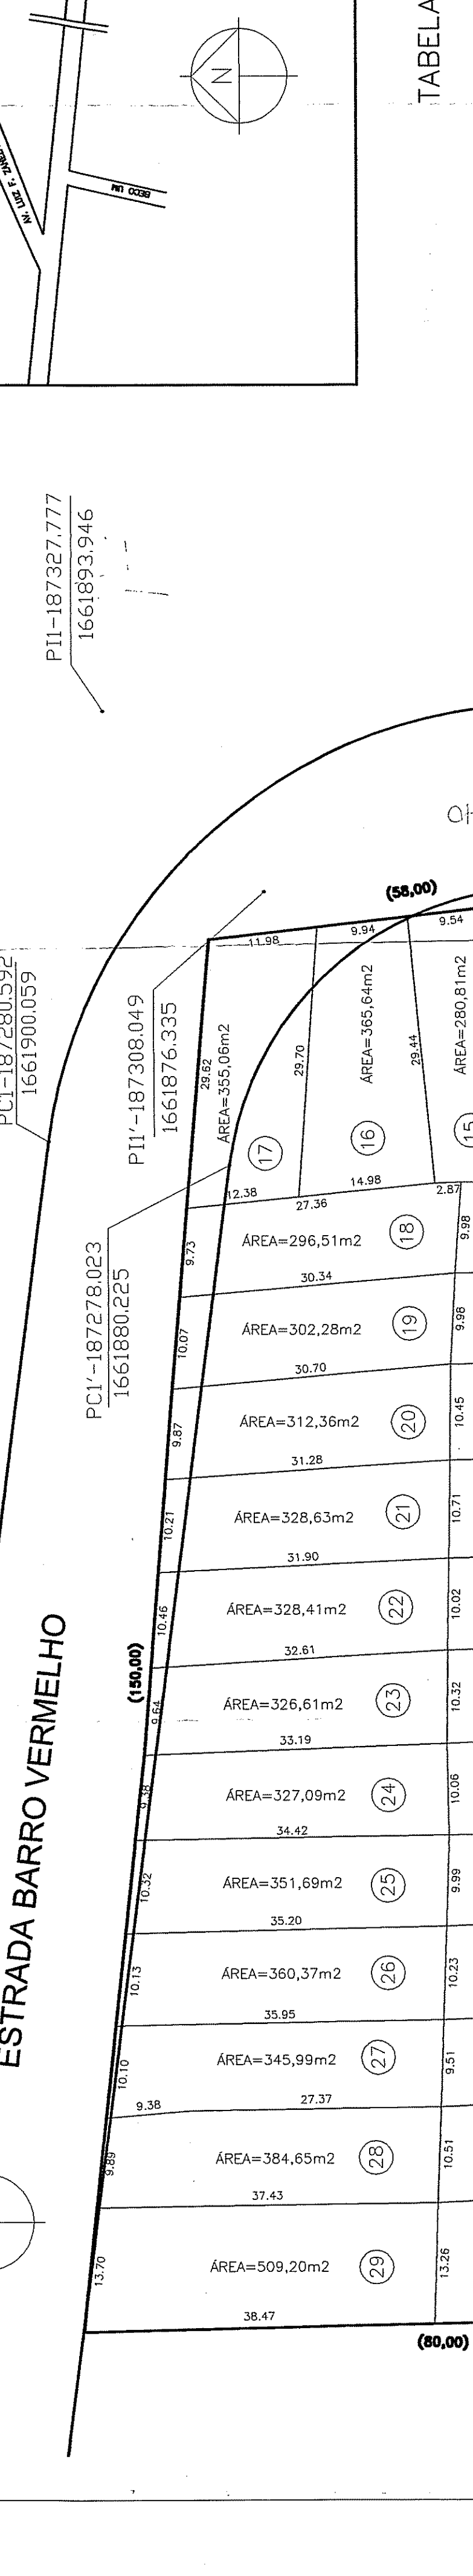 TABELA
N
AV. LUIZ F.
BECO UM
PI1-187327.777
1661893.946
PC1-187280.592
1661900.059
PI1'-187308.049
1661876.335
PC1'-187278.023
1661880.225
(58,00)
11.98
9.94
9.54
29.62
ÁREA=355,06m2
17
29.70
ÁREA=365,64m2
16
29.44
ÁREA=280,81m2
15
12.38
14.98
2.87
27.36
9.73
ÁREA=296,51m2
18
9.98
30.34
10.07
ÁREA=302,28m2
19
9.98
30.70
9.87
ÁREA=312,36m2
20
10.45
31.28
10.21
ÁREA=328,63m2
21
10.71
31.90
10.46
ÁREA=328,41m2
22
10.02
32.61
(150,00)
9.64
ÁREA=326,61m2
23
10.32
33.19
9.38
ÁREA=327,09m2
24
10.06
34.42
10.32
ÁREA=351,69m2
25
9.99
35.20
10.13
ÁREA=360,37m2
26
10.23
35.95
10.10
ÁREA=345,99m2
27
9.51
9.38
27.37
9.89
ÁREA=384,65m2
28
10.51
37.43
13.70
ÁREA=509,20m2
29
13.26
38.47
(80,00)
ESTRADA BARRO VERMELHO